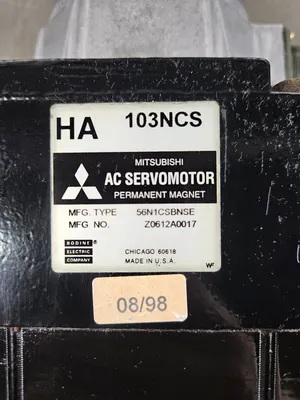 HA 103NCS
MITSUBISHI
AC SERVOMOTOR
PERMANENT MAGNET
MFG. TYPE 56N1CSBNSE
MFG NO. Z0612A0017
BODINE
ELECTRIC
COMPANY
CHICAGO 60618
MADE IN U.S.A.
WF
08/98